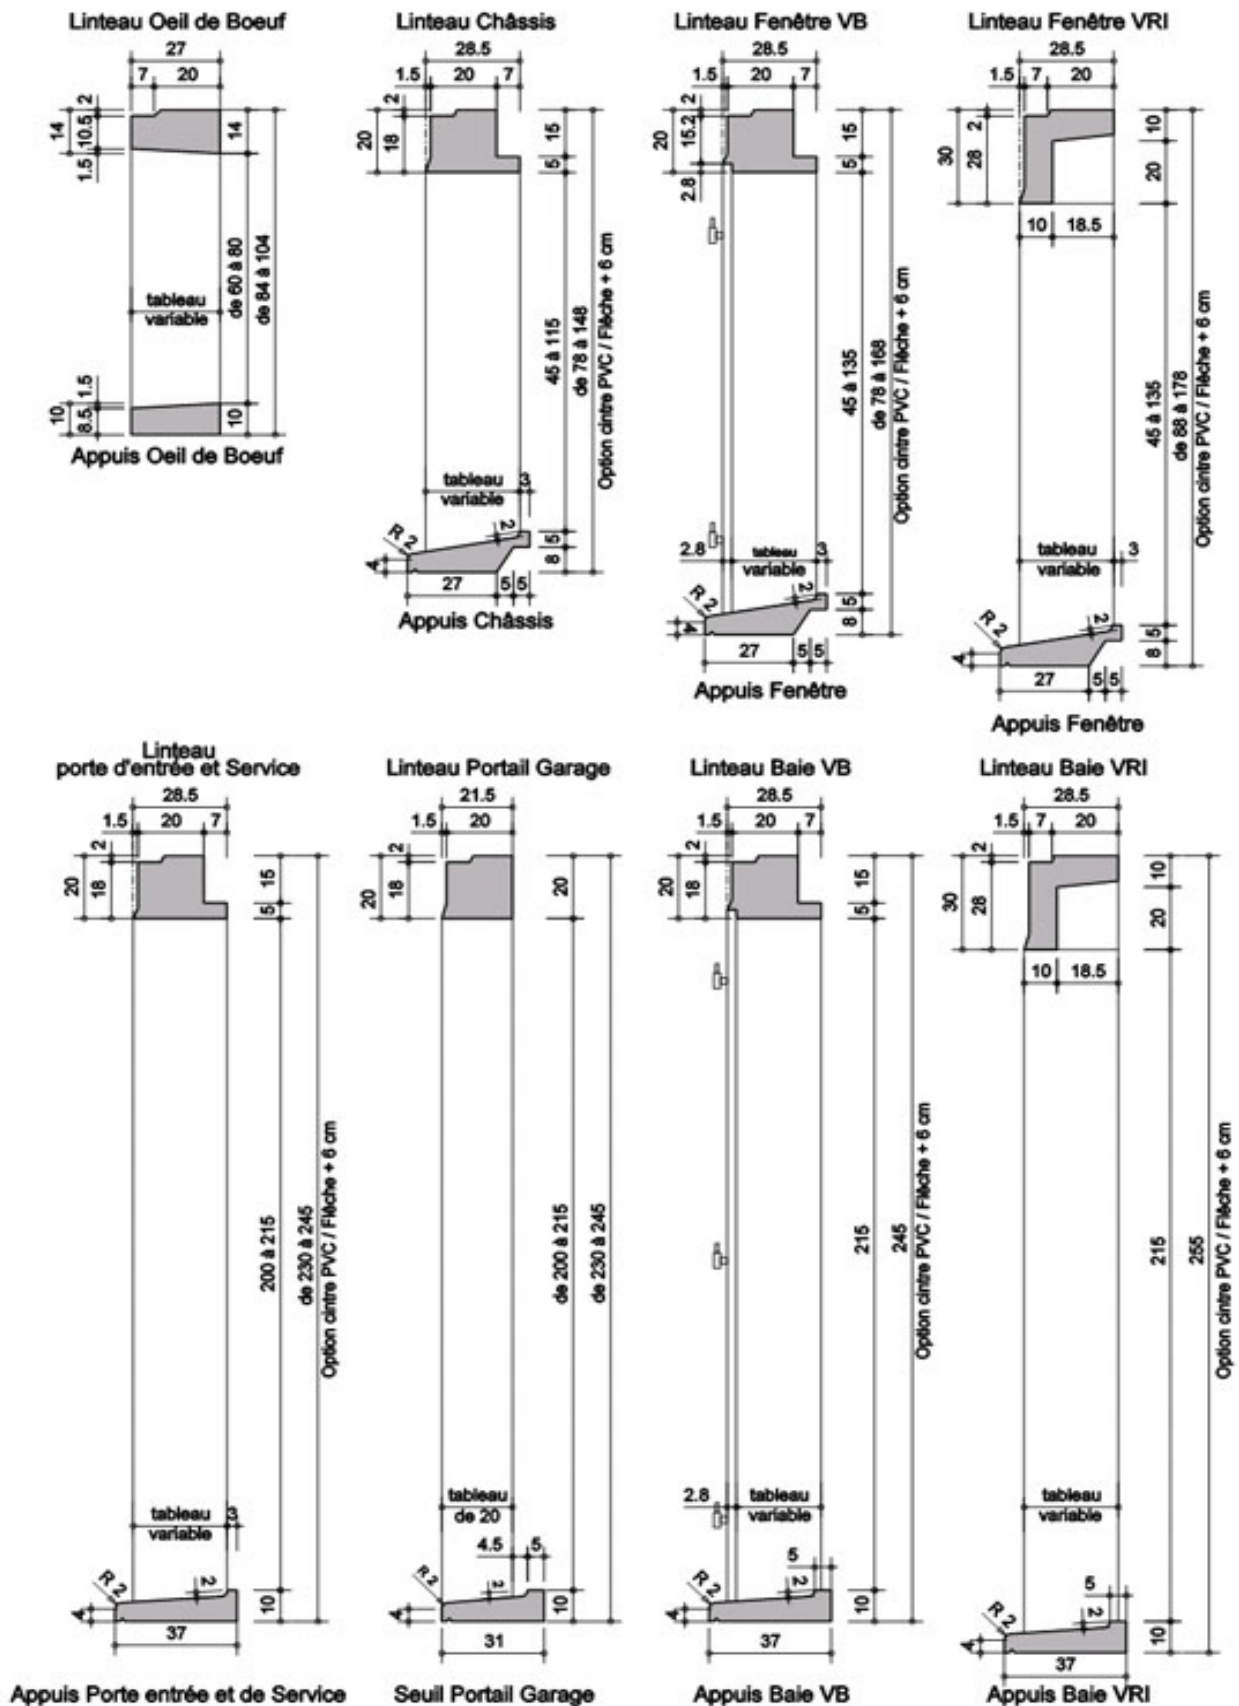 Linteau Oeil de Boeuf
27
7
20
2
14
10.5
14
1.5
tableau
variable
de 60 à 80
de 84 à 104
1.5
10
8.5
10
Appuis Oeil de Boeuf
Linteau Châssis
28.5
1.5
20
7
2
20
18
15
5
45 à 115
de 78 à 148
Option cintre PVC / Flêche + 6 cm
tableau
variable
3
R 2
2
5
4
8
27
5
5
Appuis Châssis
Linteau Fenêtre VB
28.5
1.5
20
7
2
20
15.2
15
5
2.8
45 à 135
de 78 à 168
Option cintre PVC / Flêche + 6 cm
2.8
tableau
variable
3
R 2
2
5
4
8
27
5
5
Appuis Fenêtre
Linteau Fenêtre VRI
28.5
1.5
7
20
2
10
30
28
20
10
18.5
45 à 135
de 88 à 178
Option cintre PVC / Flêche + 6 cm
tableau
variable
3
R 2
2
5
4
8
27
5
5
Appuis Fenêtre
Linteau
porte d'entrée et Service
28.5
1.5
20
7
2
20
18
15
5
200 à 215
de 230 à 245
Option cintre PVC / Flêche + 6 cm
tableau
variable
3
R 2
2
4
10
37
Appuis Porte entrée et de Service
Linteau Portail Garage
21.5
1.5
20
2
20
18
20
de 200 à 215
de 230 à 245
tableau
de 20
4.5
5
R 2
2
4
10
31
Seuil Portail Garage
Linteau Baie VB
28.5
1.5
20
7
2
20
18
15
5
215
245
Option cintre PVC / Flêche + 6 cm
2.8
tableau
variable
5
R 2
2
4
10
37
Appuis Baie VB
Linteau Baie VRI
28.5
1.5
7
20
2
10
30
28
20
10
18.5
215
255
Option cintre PVC / Flêche + 6 cm
tableau
variable
5
R 2
2
4
10
37
Appuis Baie VRI